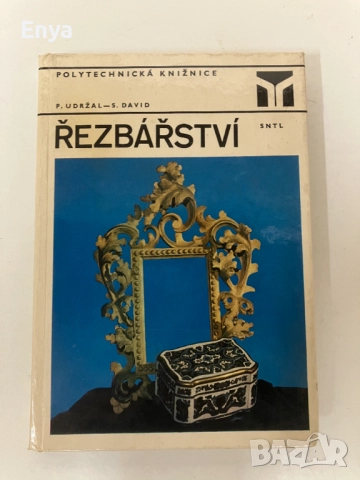 Enya
POLYTECHNICKÁ KNIŽNICE
P. UDRŽAL—S. DAVID
ŘEZBÁŘSTVÍ
SNTL
BAZAR